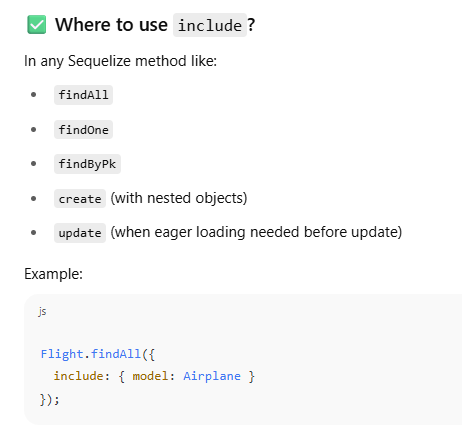 ✅ Where to use include?
In any Sequelize method like:
• findAll
• findOne
• findByPk
• create (with nested objects)
• update (when eager loading needed before update)
Example:
js
Flight.findAll({
  include: { model: Airplane }
});